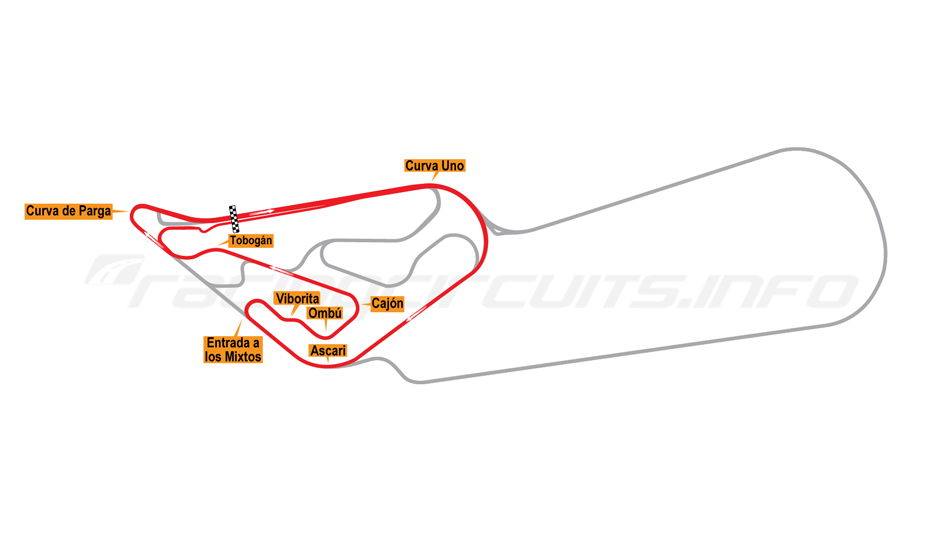 Curva Uno
Curva de Parga
Tobogán
Viborita
Cajón
Ombú
Entrada a
los Mixtos
Ascari
racingcircuits.info